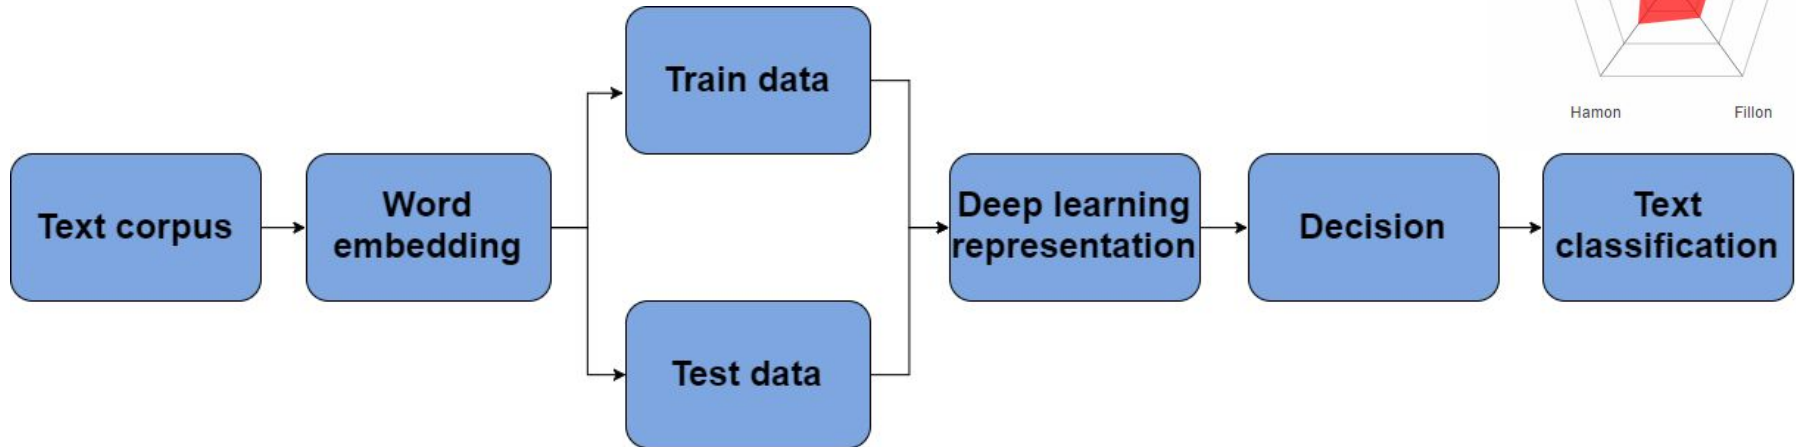 Hamon
Fillon
Text corpus
Word
embedding
Train data
Test data
Deep learning
representation
Decision
Text
classification